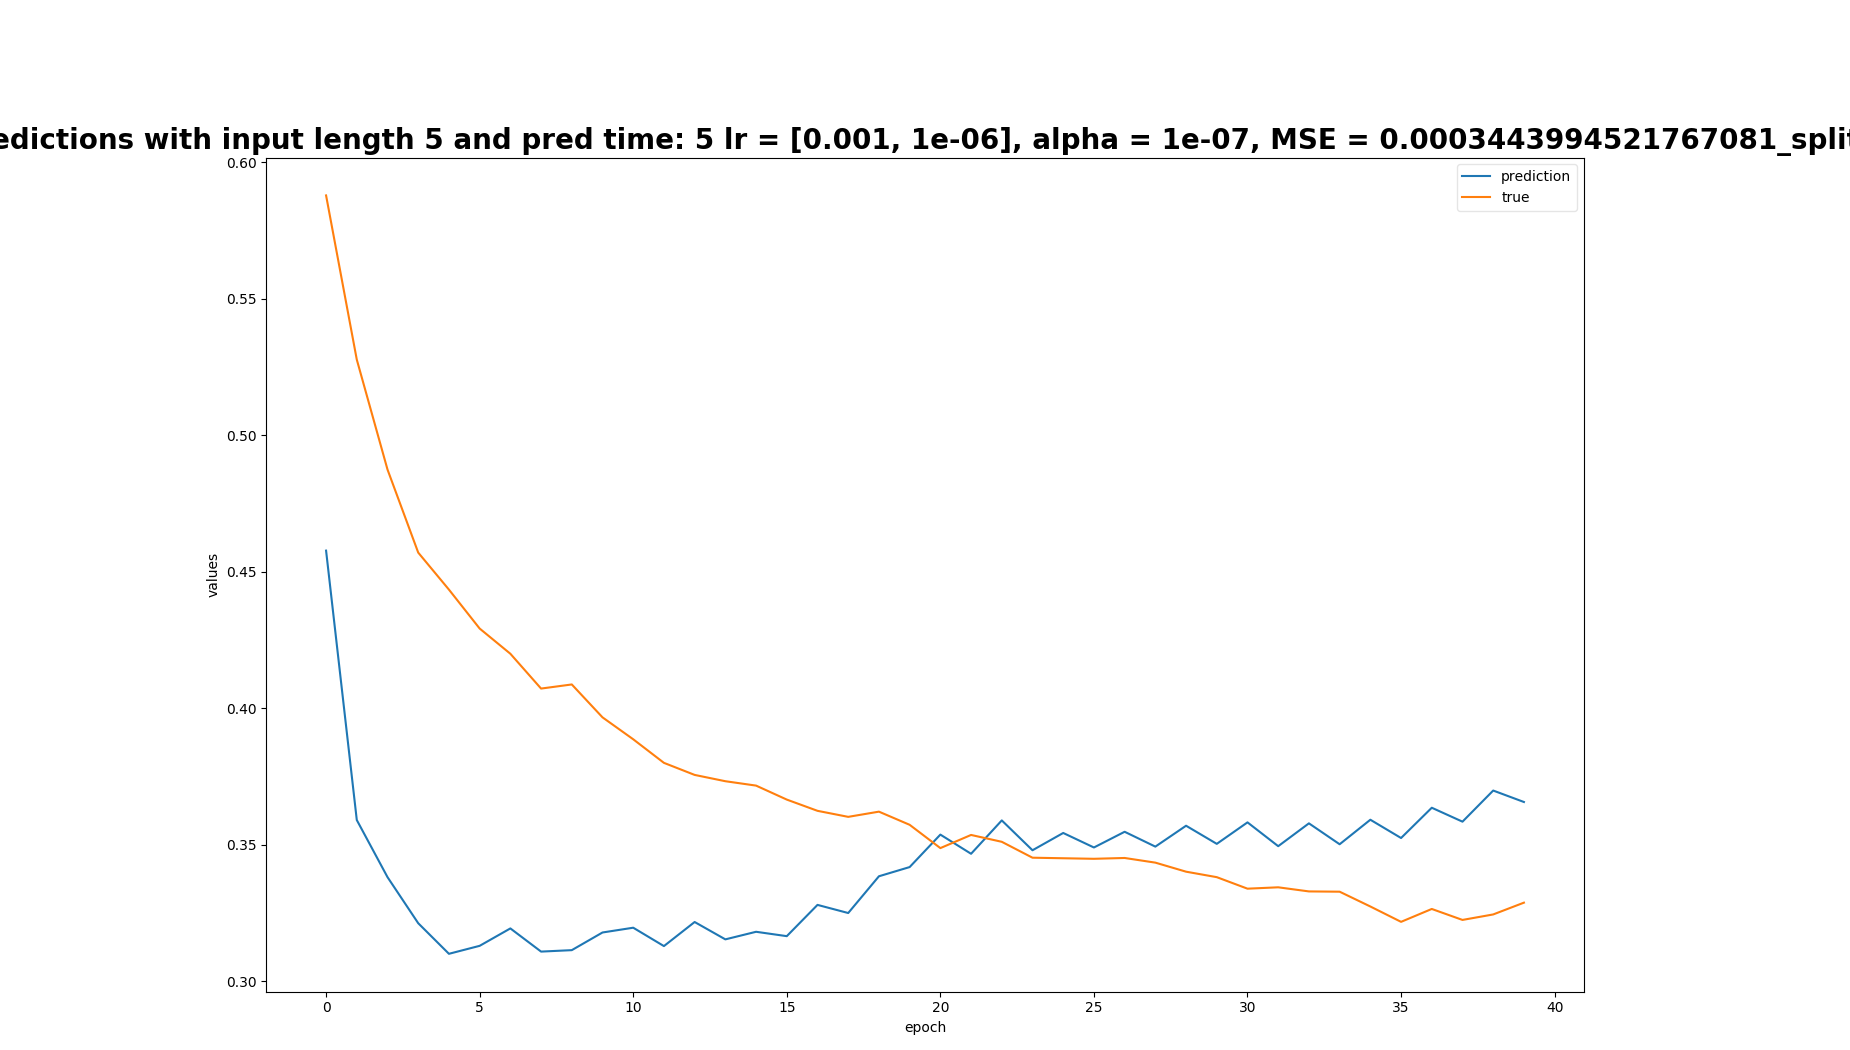 edictions with input length 5 and pred time: 5 lr = [0.001, 1e-06], alpha = 1e-07, MSE = 0.0003443994521767081_split
prediction
true
0.60
0.55
0.50
0.45
0.40
0.35
0.30
values
0 5 10 15 20 25 30 35 40
epoch